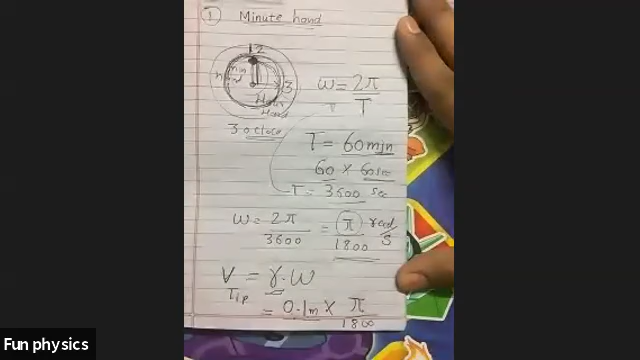 1 Minute hand
12
min
3
Hour
Hand
3 o clock
ω = 2π / T
T = 60 min
60 × 60 sec
T = 3600 sec
ω = 2π / 3600 = π / 1800 rad / s
V Tip = r . ω
= 0.1m × π / 1800
Fun physics